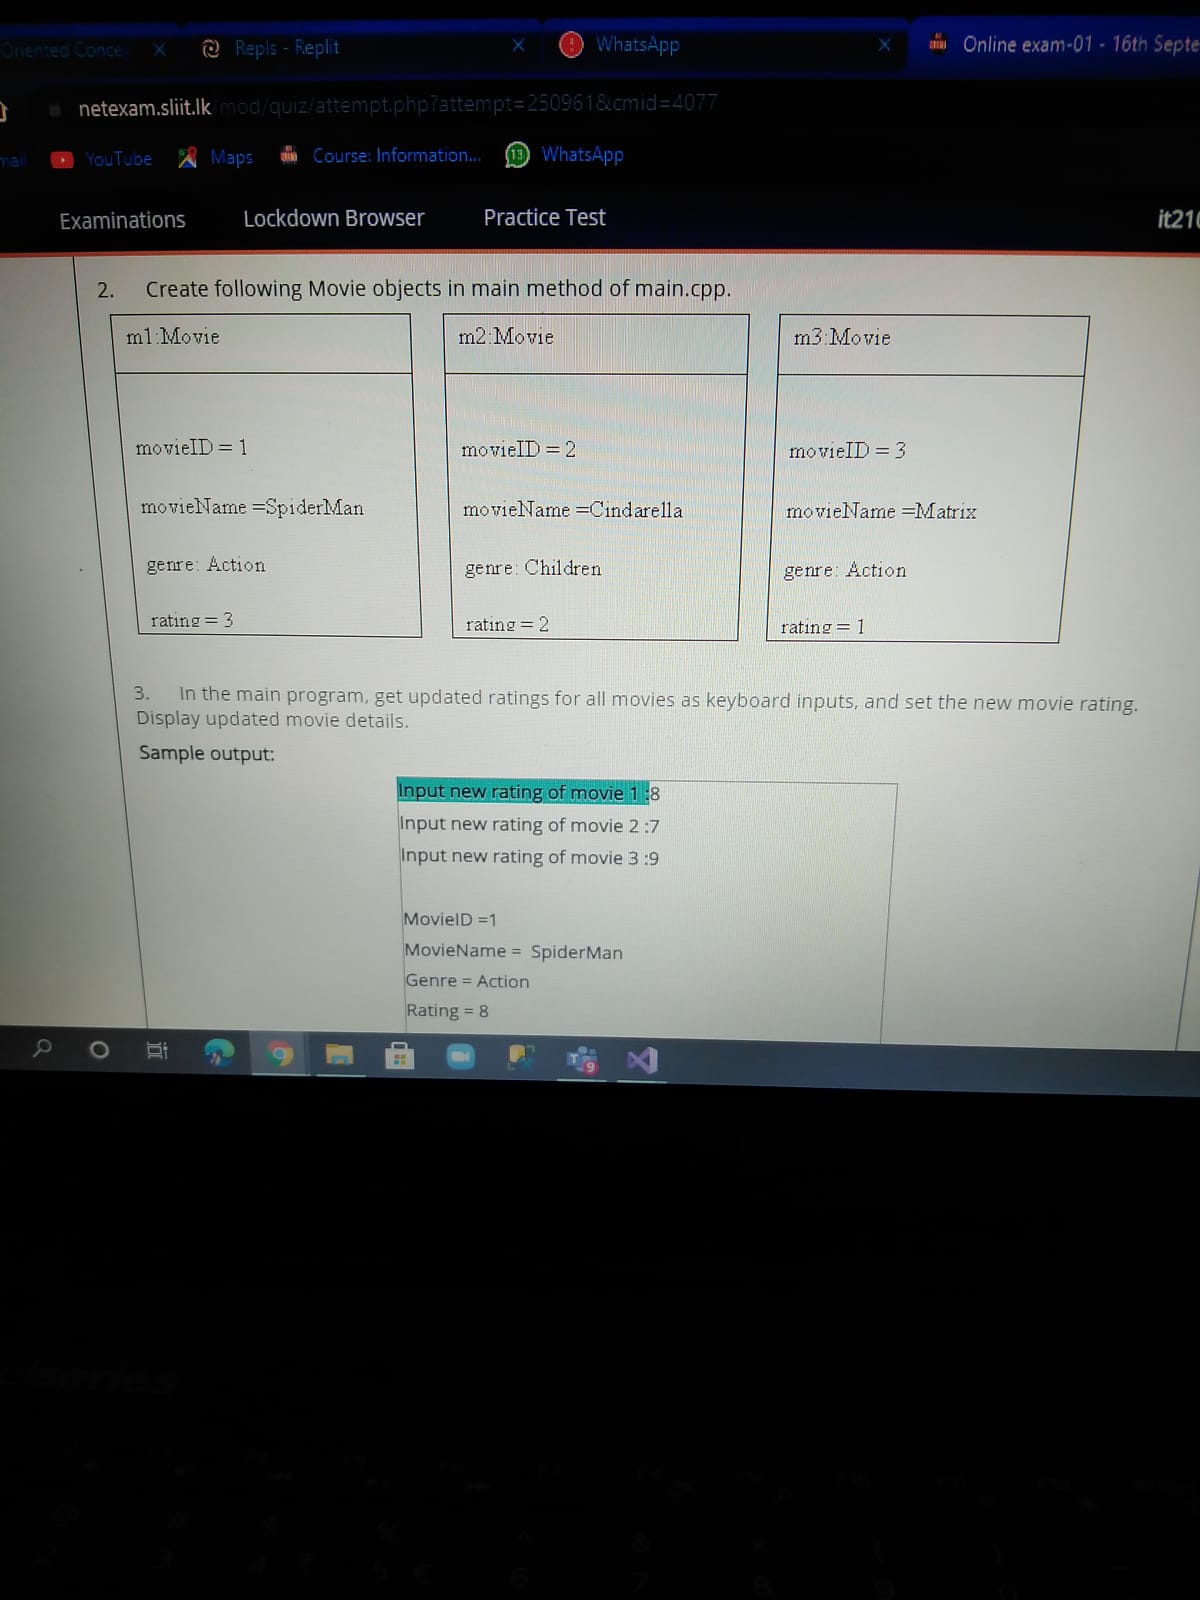 Oriented Conce
Repls - Replit
WhatsApp
Online exam-01 - 16th Septe
netexam.sliit.lk/mod/quiz/attempt.php?attempt=250961&cmid=4077
mail
YouTube
Maps
Course: Information...
13
WhatsApp
Examinations
Lockdown Browser
Practice Test
it210
2. Create following Movie objects in main method of main.cpp.
m1:Movie
movieID = 1
movieName =SpiderMan
genre: Action
rating = 3
m2:Movie
movieID = 2
movieName =Cindarella
genre: Children
rating = 2
m3:Movie
movieID = 3
movieName =Matrix
genre: Action
rating = 1
3. In the main program, get updated ratings for all movies as keyboard inputs, and set the new movie rating.
Display updated movie details.
Sample output:
Input new rating of movie 1 :8
Input new rating of movie 2 :7
Input new rating of movie 3 :9
MovieID =1
MovieName = SpiderMan
Genre = Action
Rating = 8
T
9